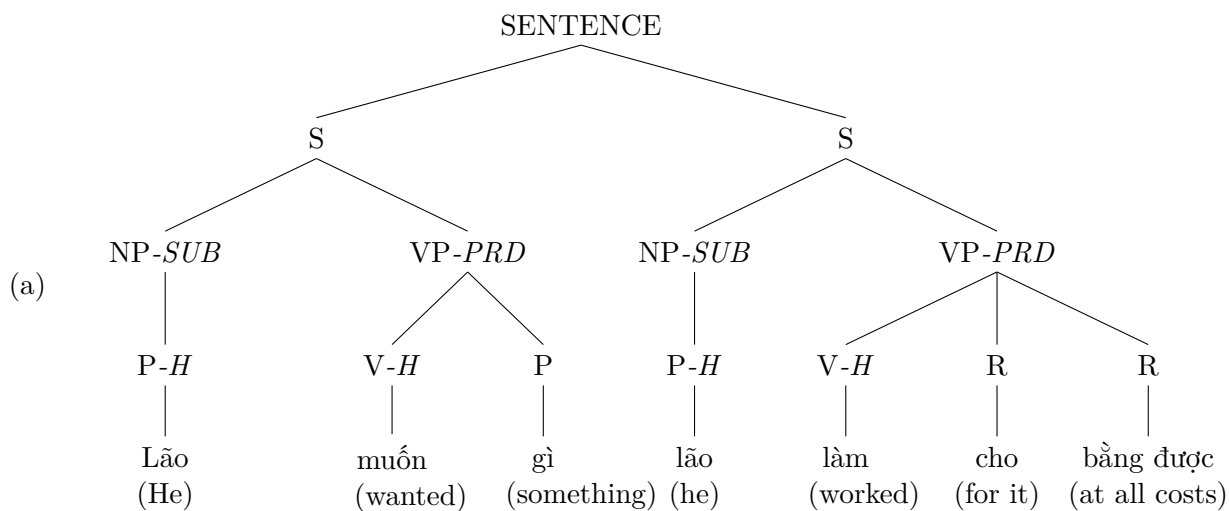 SENTENCE
S S
NP-SUB VP-PRD NP-SUB VP-PRD
(a)
P-H V-H P P-H V-H R R
Lão muốn gì lão làm cho bằng được
(He) (wanted) (something) (he) (worked) (for it) (at all costs)